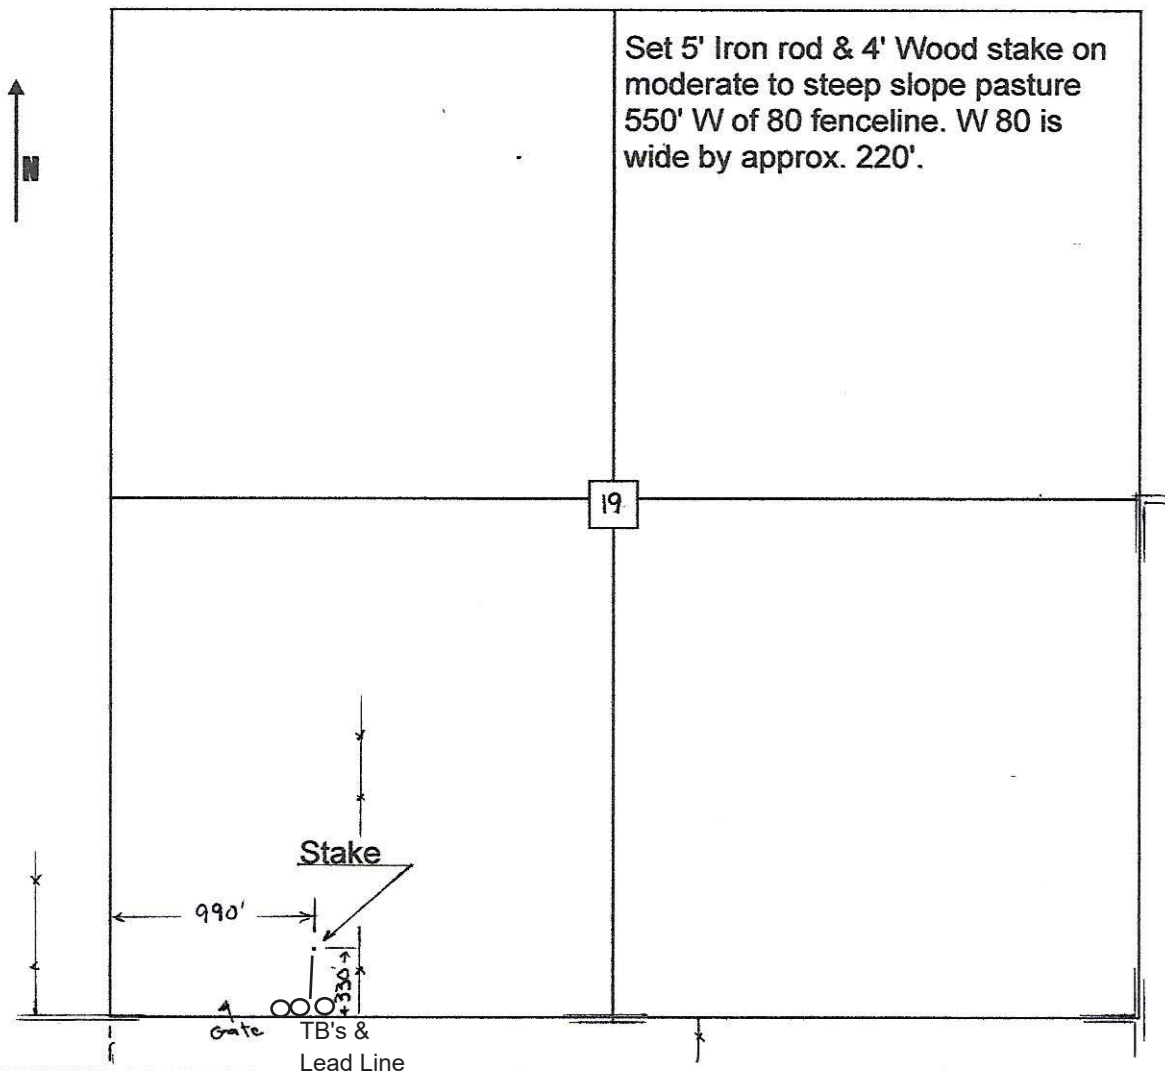 Set 5' Iron rod & 4' Wood stake on
moderate to steep slope pasture
550' W of 80 fenceline. W 80 is
wide by approx. 220'.
N
19
Stake
990'
330'
Gate
TB's &
Lead Line